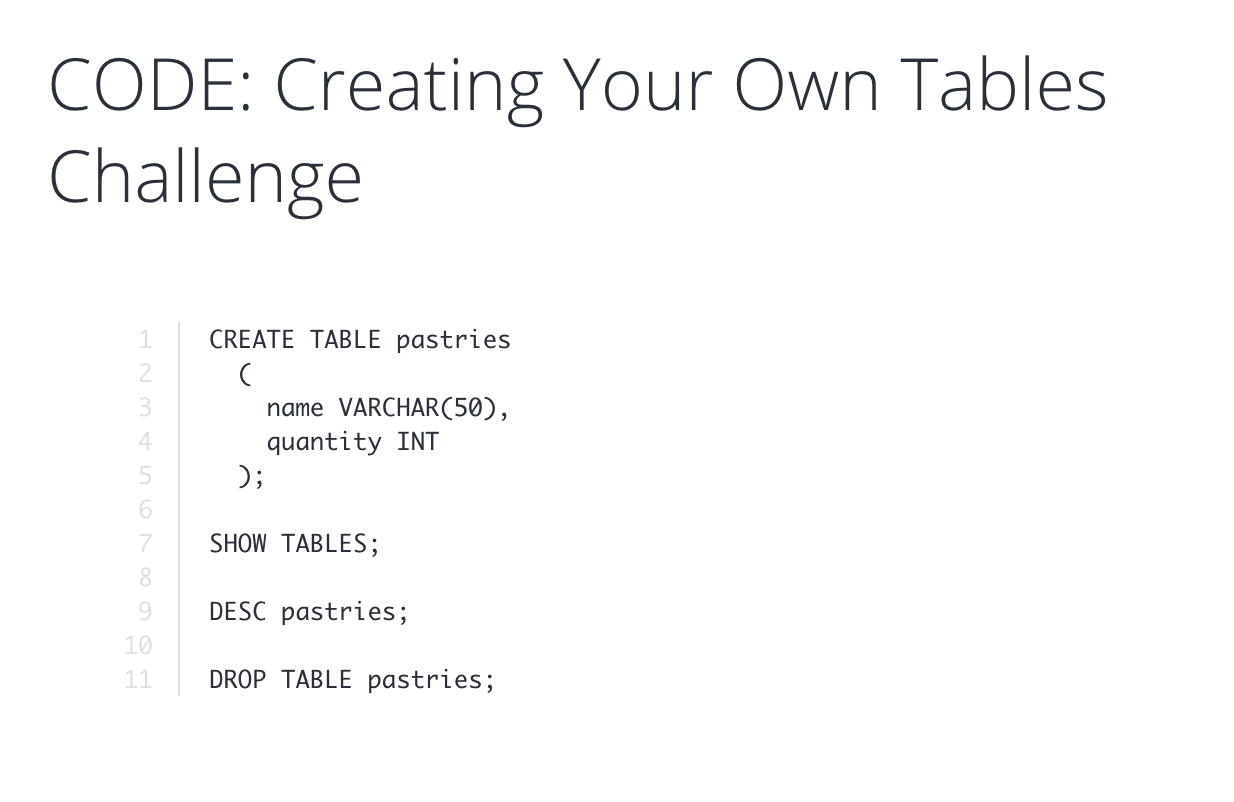 CODE: Creating Your Own Tables
Challenge
1 CREATE TABLE pastries
2   (
3     name VARCHAR(50),
4     quantity INT
5   );
6
7 SHOW TABLES;
8
9 DESC pastries;
10
11 DROP TABLE pastries;